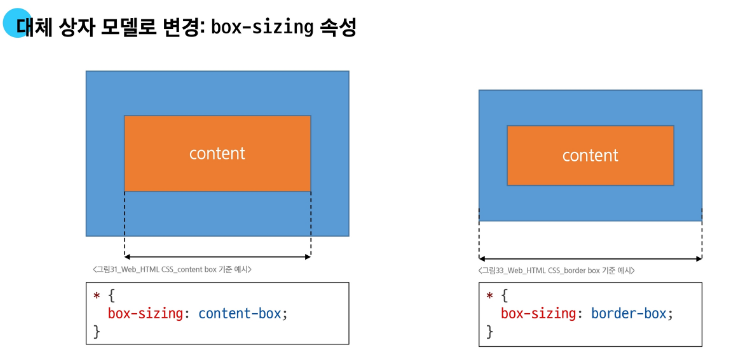 대체 상자 모델로 변경: box-sizing 속성
content
<그림31_Web_HTML CSS_content box 기준 예시>
* {
box-sizing: content-box;
}
content
<그림33_Web_HTML CSS_border box 기준 예시>
* {
box-sizing: border-box;
}